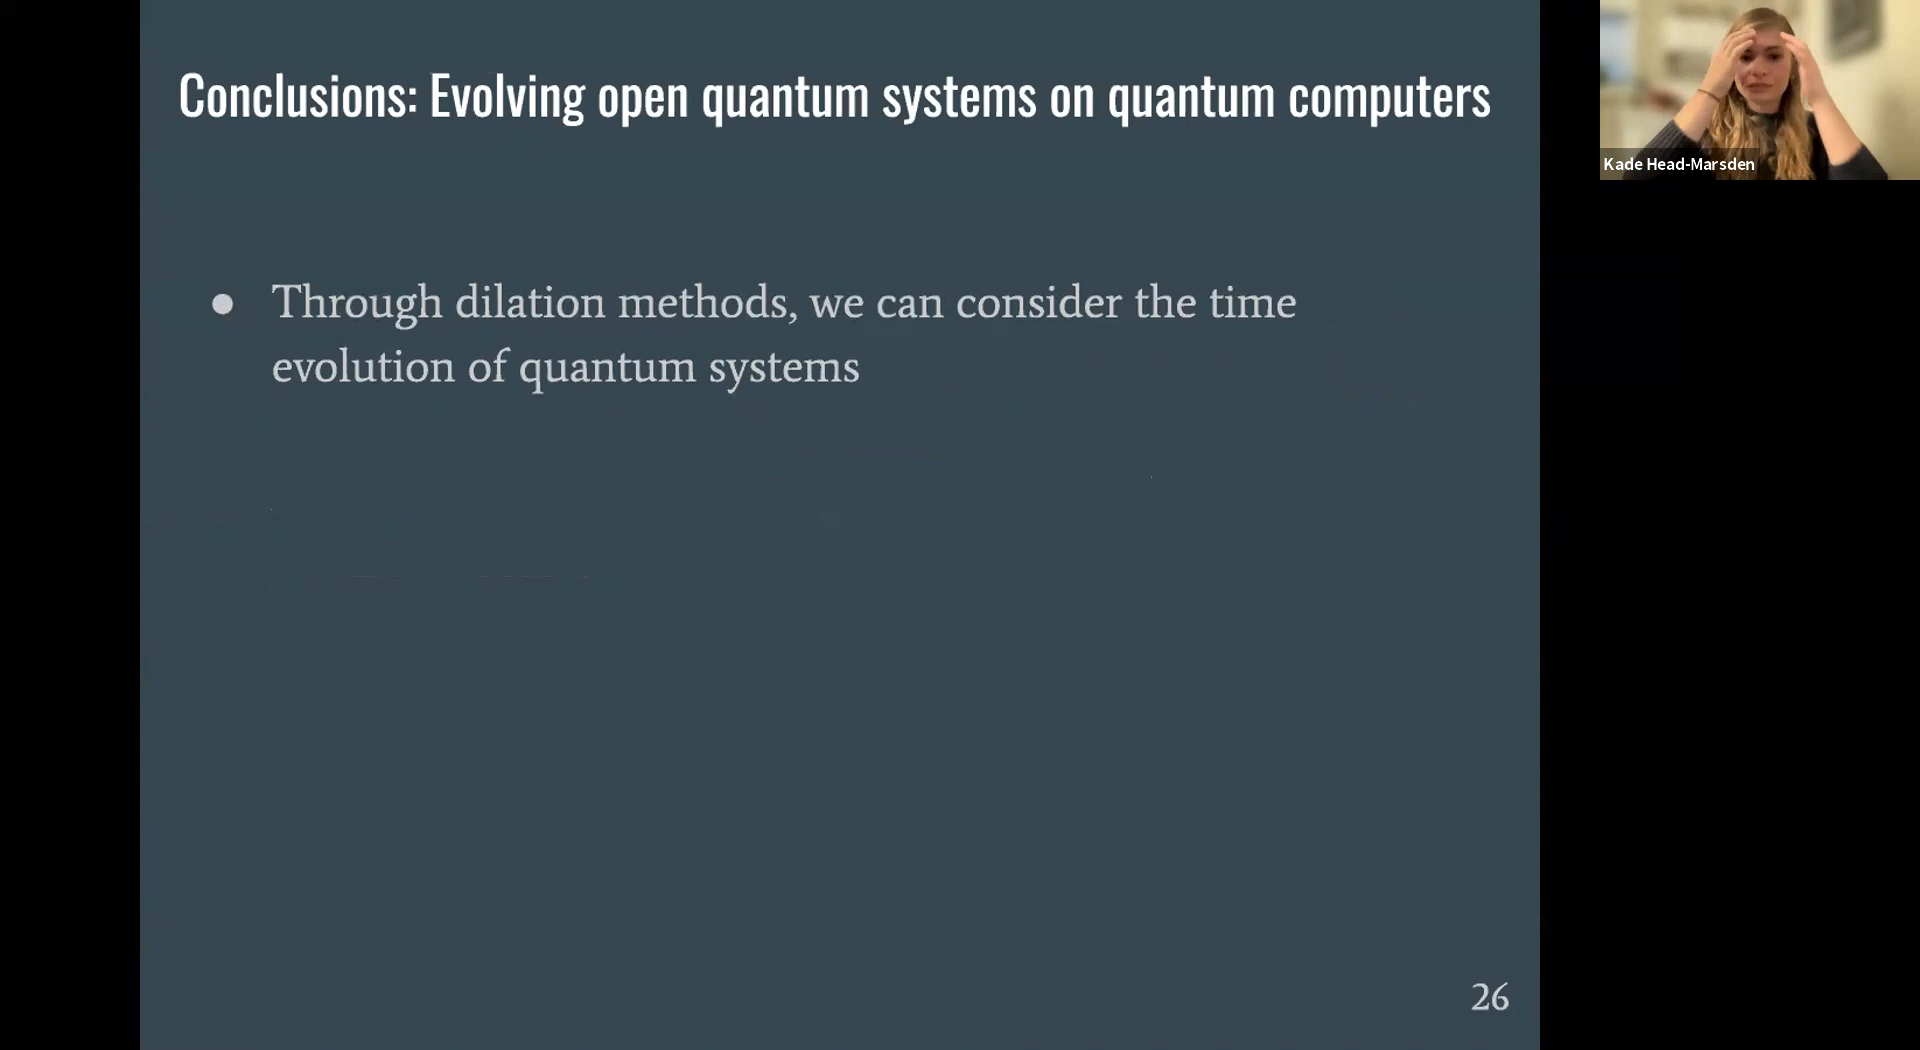 Conclusions: Evolving open quantum systems on quantum computers
Kade Head-Marsden
● Through dilation methods, we can consider the time
evolution of quantum systems
26